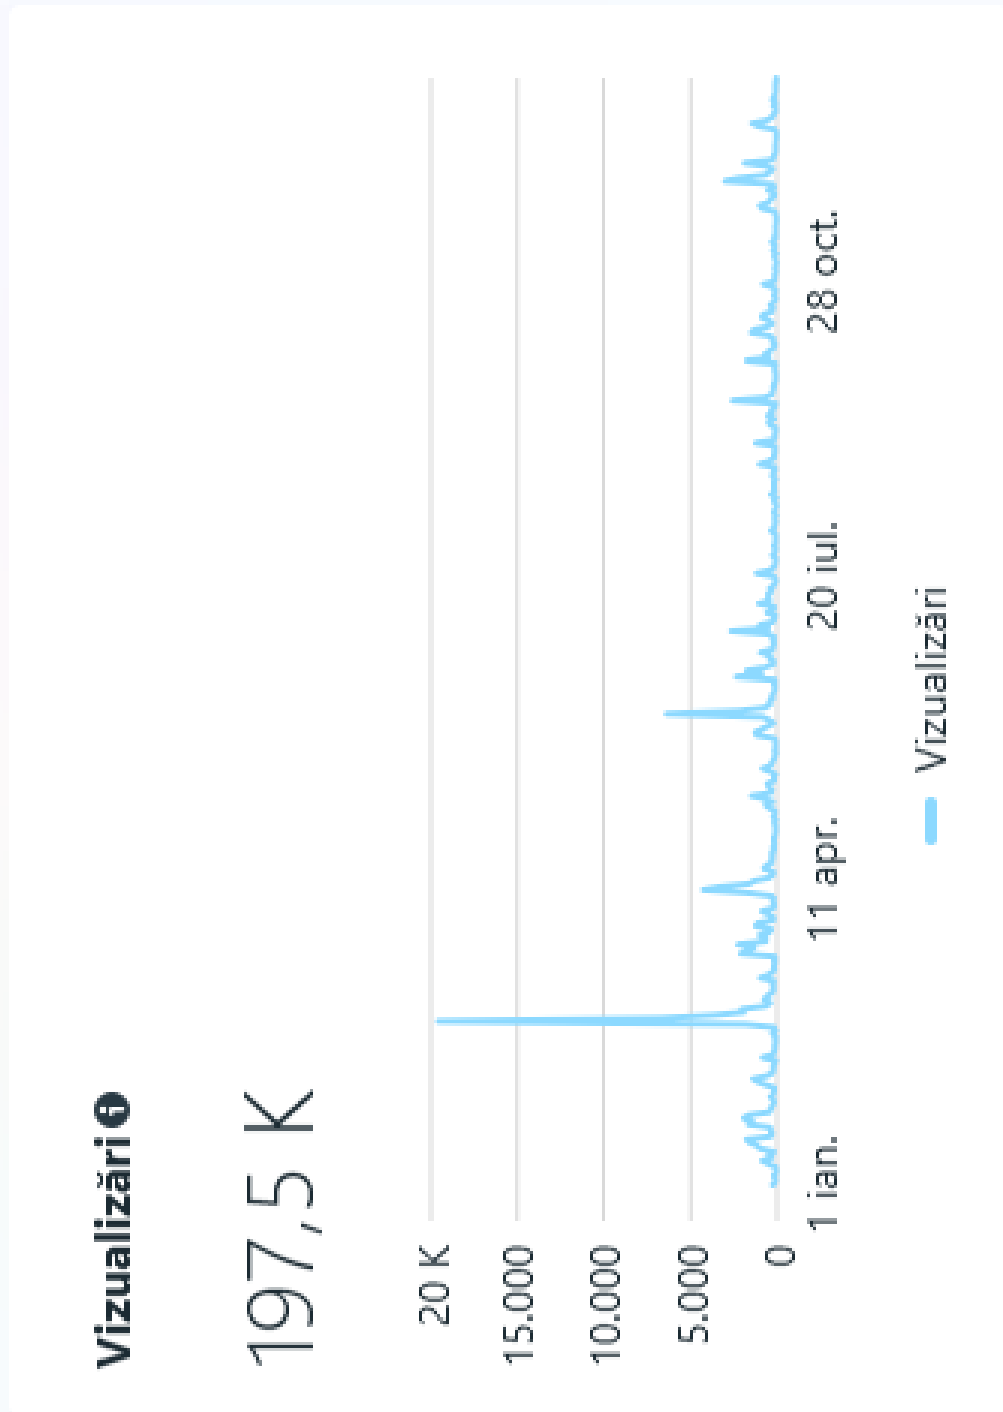 Vizualizări
197,5 K
20 K
15.000
10.000
5.000
0
1 ian.
11 apr.
20 iul.
28 oct.
Vizualizări